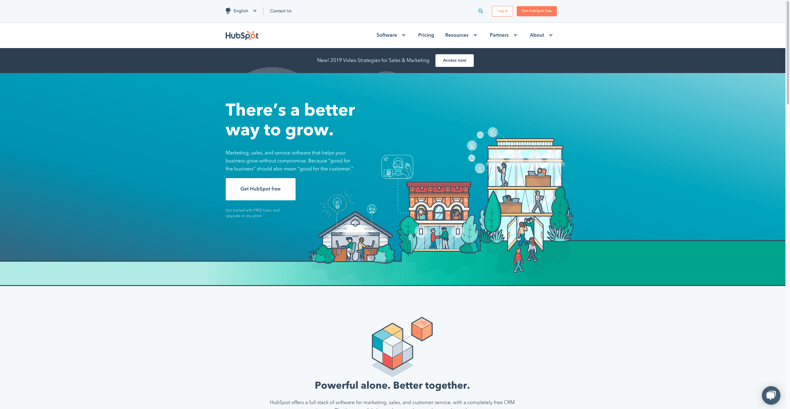 English
Contact Us
Log in
Get HubSpot free
HubSpot
Software
Pricing
Resources
Partners
About
New! 2019 Video Strategies for Sales & Marketing
Access now
There's a better
way to grow.
Marketing, sales, and service software that helps your
business grow without compromise. Because "good for
the business" should also mean "good for the customer."
Get HubSpot free
Get started with FREE tools, and
upgrade as you grow.
Powerful alone. Better together.
HubSpot offers a full stack of software for marketing, sales, and customer service, with a completely free CRM